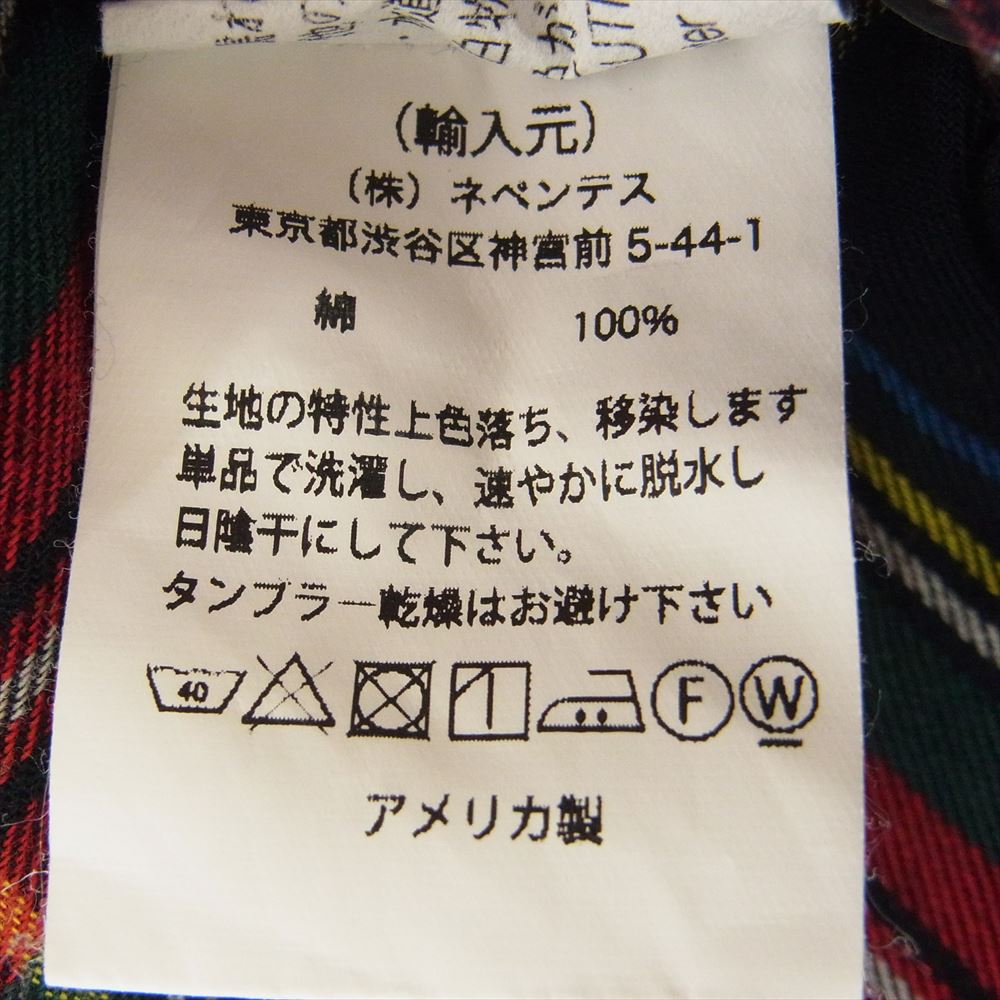 (輸入元)
(株) ネペンテス
東京都渋谷区神宮前 5-44-1
綿 100%
生地の特性上色落ち、移染します
単品で洗濯し、速やかに脱水し
日陰干にして下さい。
タンブラー乾燥はお避け下さい
40 F W
アメリカ製